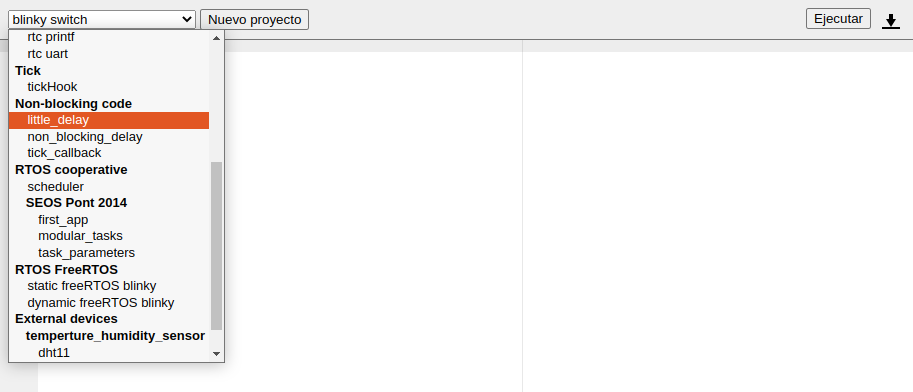 blinky switch
Nuevo proyecto
Ejecutar
rtc printf
rtc uart
Tick
tickHook
Non-blocking code
little_delay
non_blocking_delay
tick_callback
RTOS cooperative
scheduler
SEOS Pont 2014
first_app
modular_tasks
task_parameters
RTOS FreeRTOS
static freeRTOS blinky
dynamic freeRTOS blinky
External devices
temperture_humidity_sensor
dht11